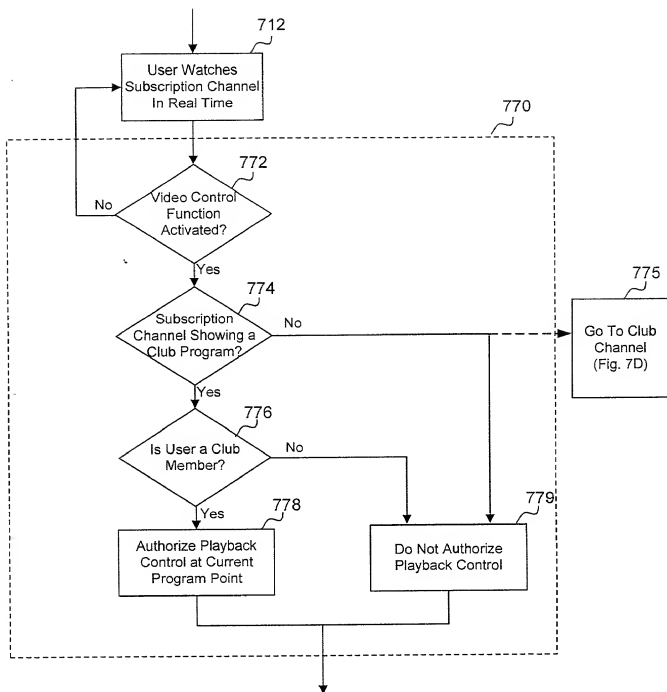 712
User Watches
Subscription Channel
In Real Time
770
772
No
Video Control
Function
Activated?
Yes
774
775
Subscription
Channel Showing a
Club Program?
No
Go To Club
Channel
(Fig. 7D)
Yes
776
Is User a Club
Member?
No
Yes
778
779
Authorize Playback
Control at Current
Program Point
Do Not Authorize
Playback Control